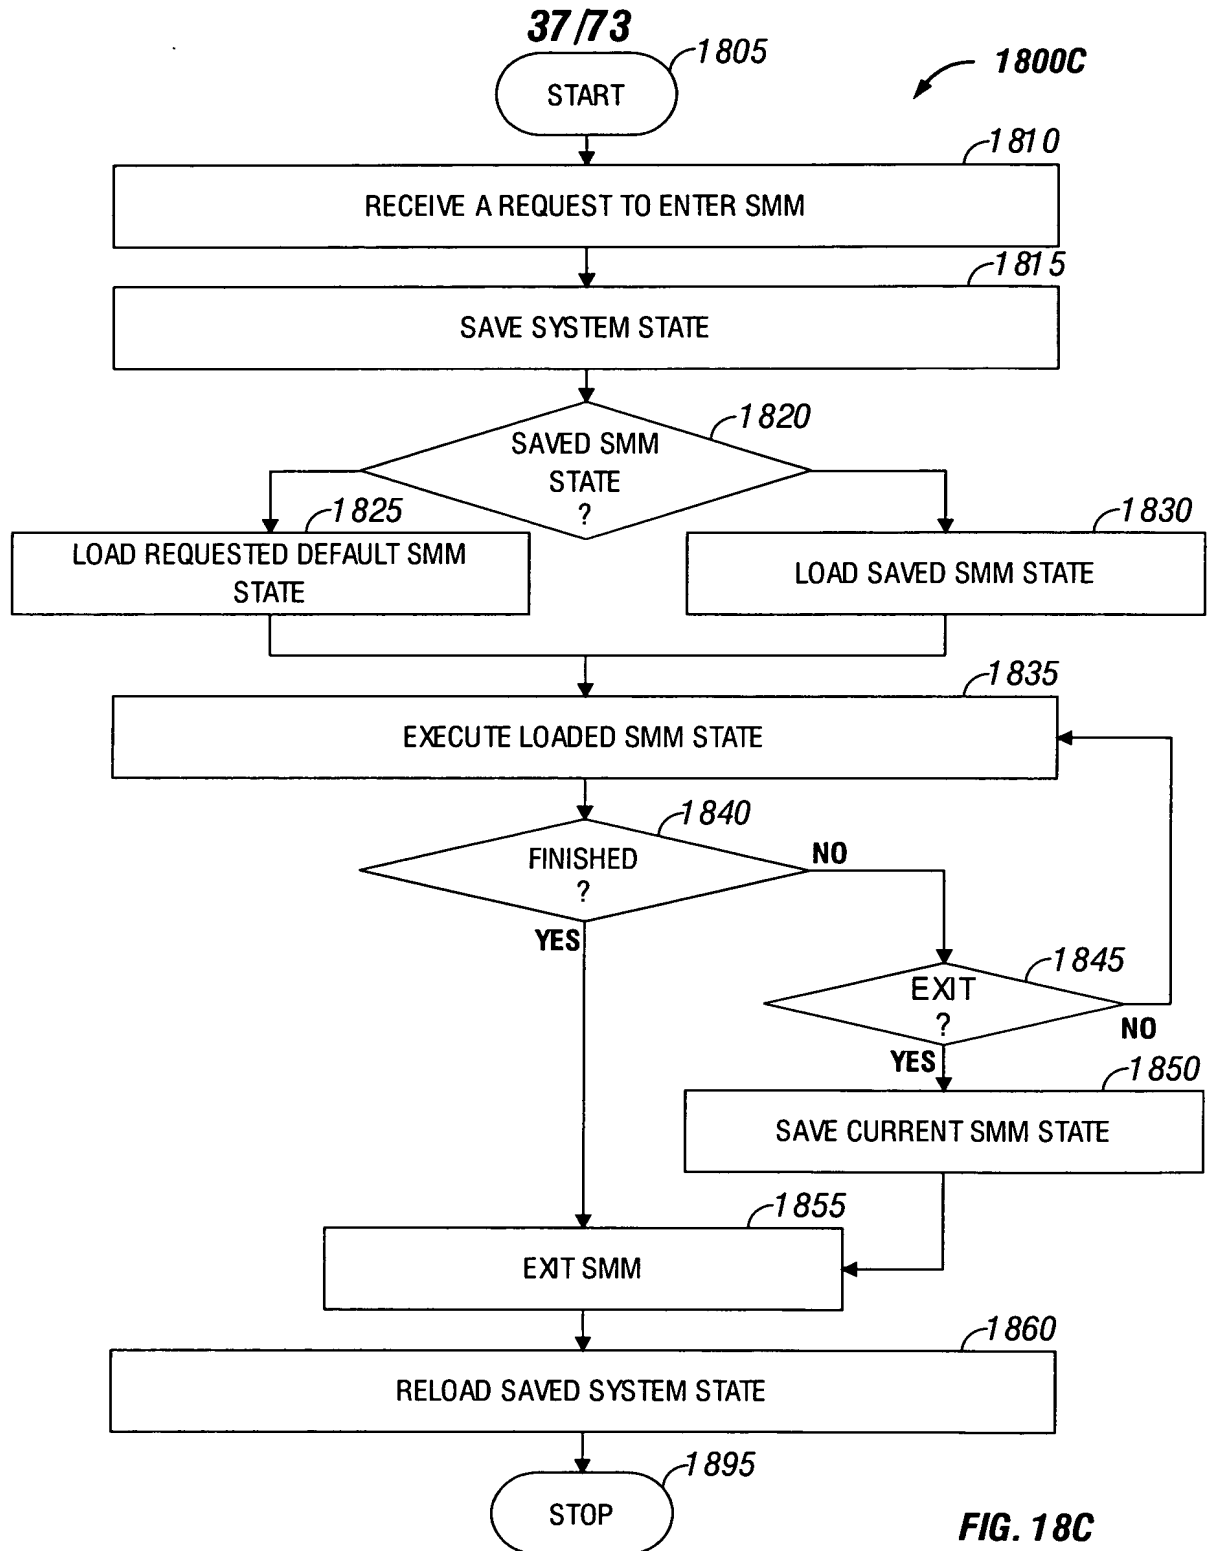 37/73
1805
START
1800C
1810
RECEIVE A REQUEST TO ENTER SMM
1815
SAVE SYSTEM STATE
1820
SAVED SMM
STATE
?
1825
LOAD REQUESTED DEFAULT SMM
STATE
1830
LOAD SAVED SMM STATE
1835
EXECUTE LOADED SMM STATE
1840
FINISHED
?
NO
YES
1845
EXIT
?
NO
YES
1850
SAVE CURRENT SMM STATE
1855
EXIT SMM
1860
RELOAD SAVED SYSTEM STATE
1895
STOP
FIG. 18C